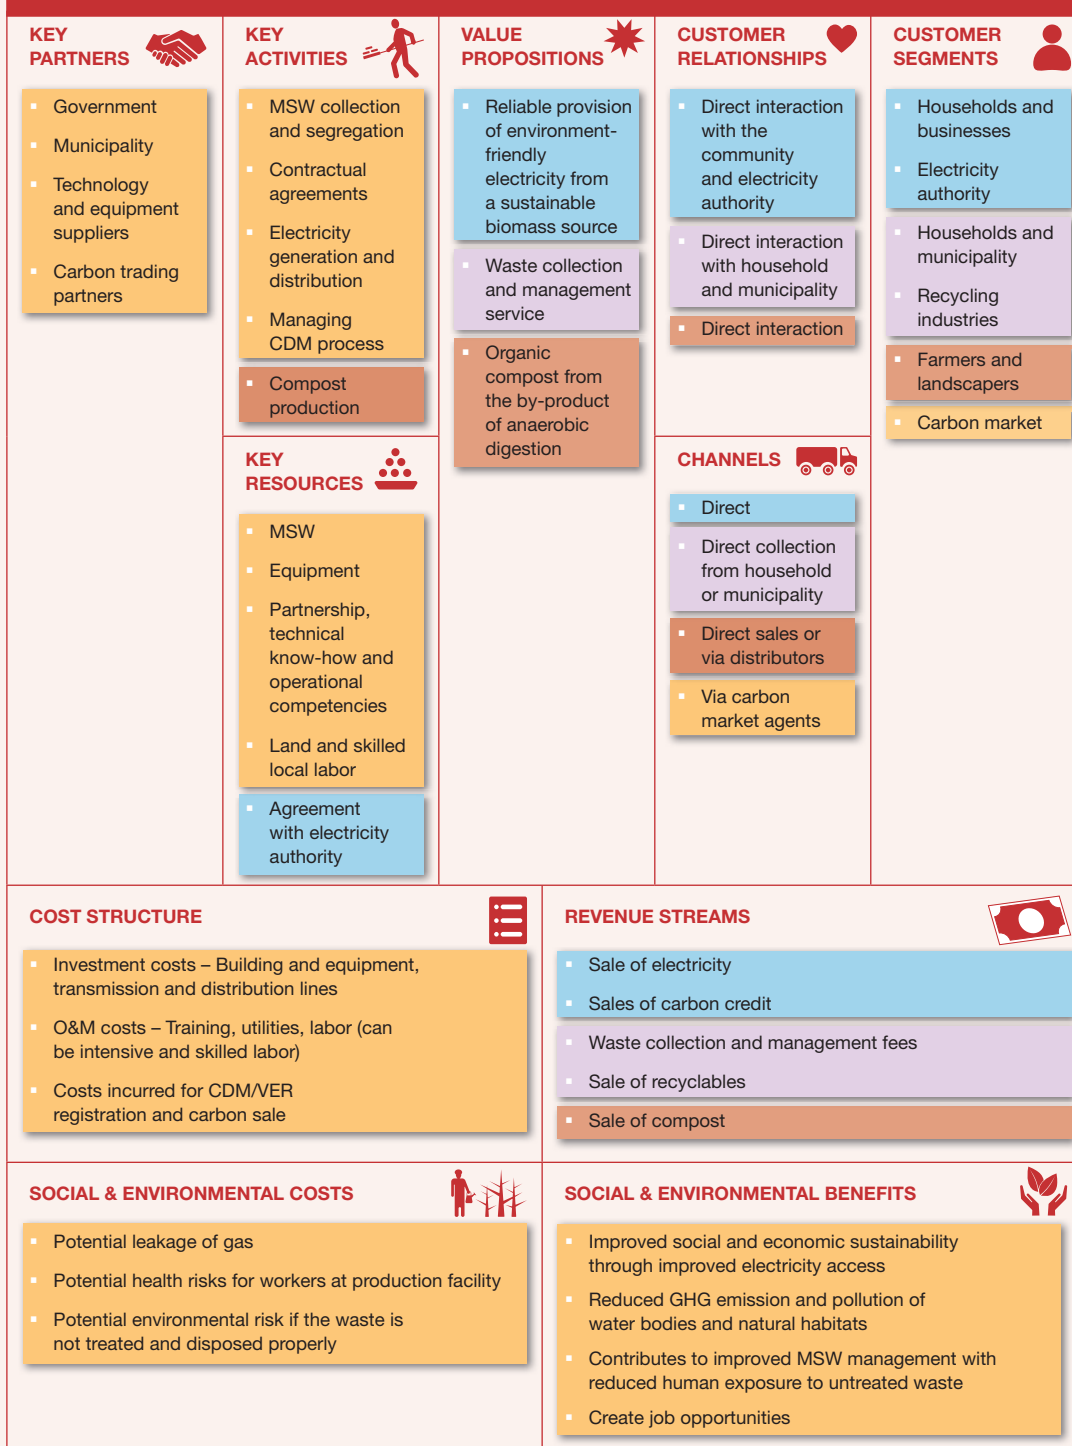 KEY
PARTNERS
Government
Municipality
Technology
and equipment
suppliers
Carbon trading
partners
KEY
ACTIVITIES
MSW collection
and segregation
Contractual
agreements
Electricity
generation and
distribution
Managing
CDM process
Compost
production
KEY
RESOURCES
MSW
Equipment
Partnership,
technical
know-how and
operational
competencies
Land and skilled
local labor
Agreement
with electricity
authority
VALUE
PROPOSITIONS
Reliable provision
of environment-
friendly
electricity from
a sustainable
biomass source
Waste collection
and management
service
Organic
compost from
the by-product
of anaerobic
digestion
CUSTOMER
RELATIONSHIPS
Direct interaction
with the
community
and electricity
authority
Direct interaction
with household
and municipality
Direct interaction
CHANNELS
Direct
Direct collection
from household
or municipality
Direct sales or
via distributors
Via carbon
market agents
CUSTOMER
SEGMENTS
Households and
businesses
Electricity
authority
Households and
municipality
Recycling
industries
Farmers and
landscapers
Carbon market
COST STRUCTURE
Investment costs – Building and equipment,
transmission and distribution lines
O&M costs – Training, utilities, labor (can
be intensive and skilled labor)
Costs incurred for CDM/VER
registration and carbon sale
REVENUE STREAMS
Sale of electricity
Sales of carbon credit
Waste collection and management fees
Sale of recyclables
Sale of compost
SOCIAL & ENVIRONMENTAL COSTS
Potential leakage of gas
Potential health risks for workers at production facility
Potential environmental risk if the waste is
not treated and disposed properly
SOCIAL & ENVIRONMENTAL BENEFITS
Improved social and economic sustainability
through improved electricity access
Reduced GHG emission and pollution of
water bodies and natural habitats
Contributes to improved MSW management with
reduced human exposure to untreated waste
Create job opportunities